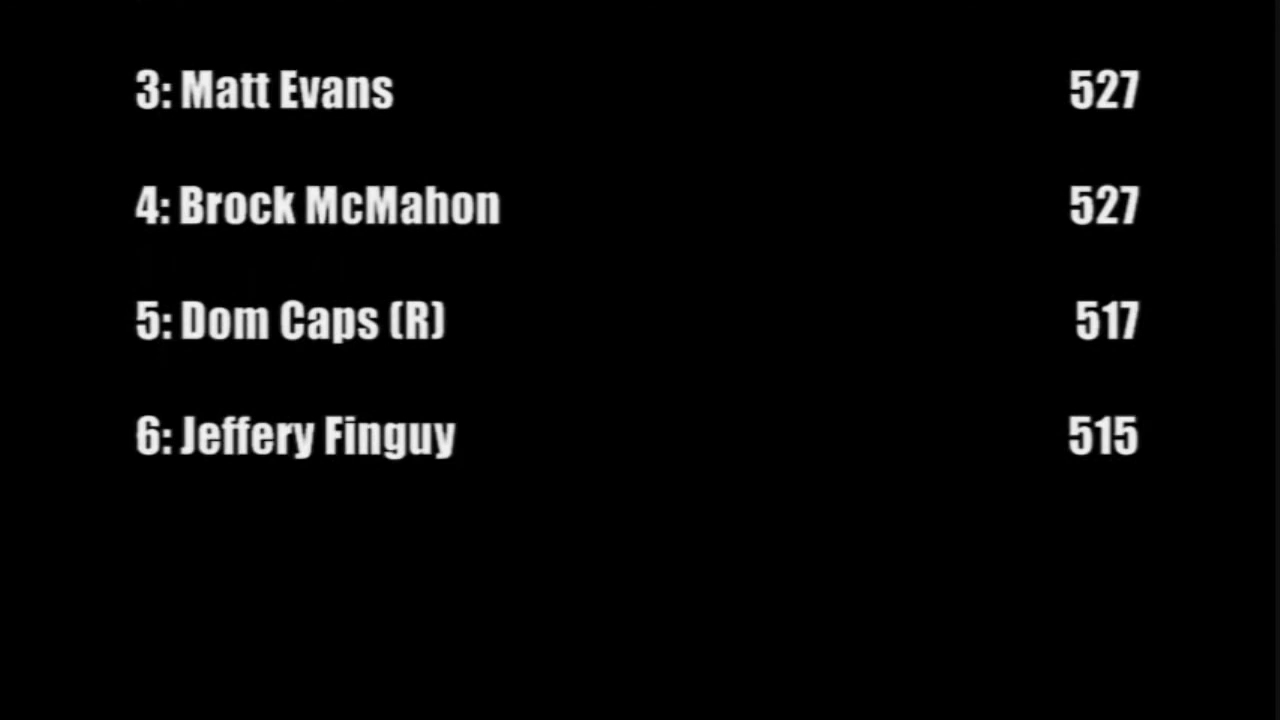 3: Matt Evans 527
4: Brock McMahon 527
5: Dom Caps (R) 517
6: Jeffery Finguy 515